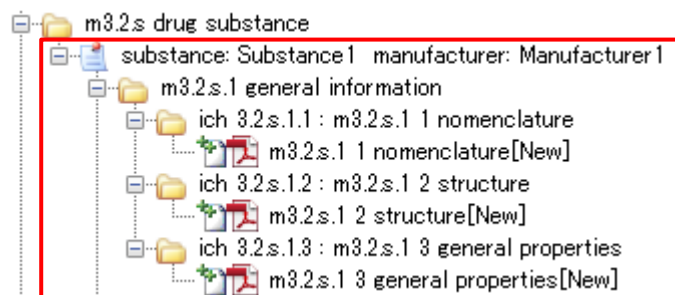 m3.2.s drug substance
substance: Substance1 manufacturer: Manufacturer1
m3.2.s.1 general information
ich 3.2.s.1.1 : m3.2.s.1 1 nomenclature
m3.2.s.1 1 nomenclature[New]
ich 3.2.s.1.2 : m3.2.s.1 2 structure
m3.2.s.1 2 structure[New]
ich 3.2.s.1.3 : m3.2.s.1 3 general properties
m3.2.s.1 3 general properties[New]